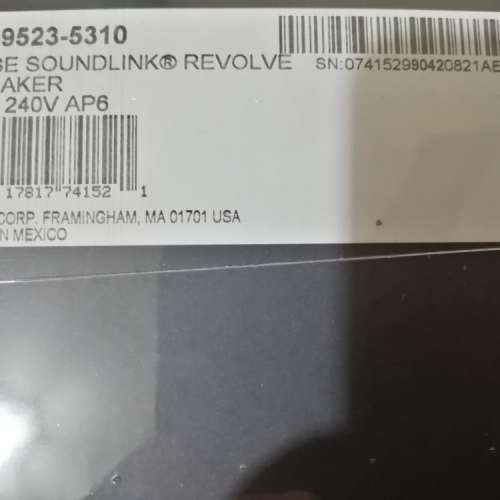 9523-5310
SE SOUNDLINK® REVOLVE
AKER
240V AP6
SN:074152990420821AE
17817 74152 1
CORP. FRAMINGHAM, MA 01701 USA
N MEXICO